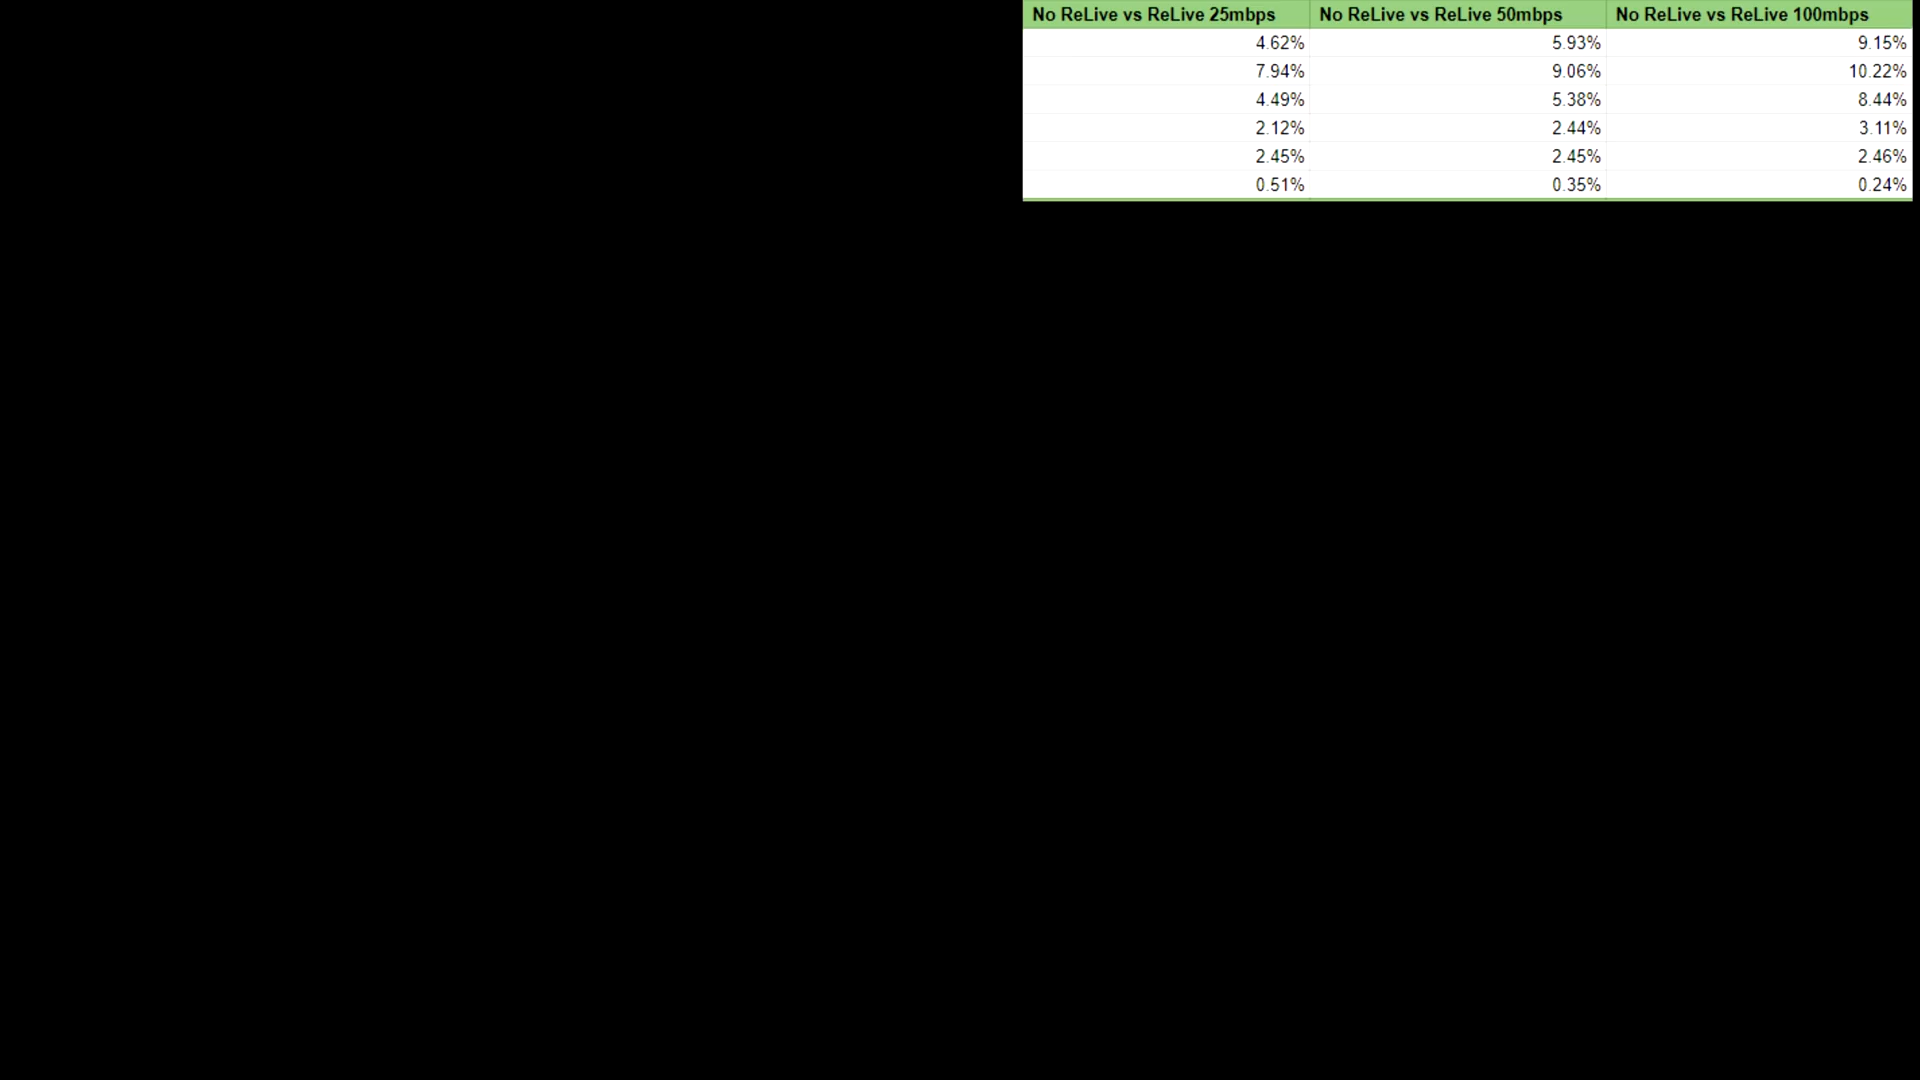 No ReLive vs ReLive 25mbps No ReLive vs ReLive 50mbps No ReLive vs ReLive 100mbps
4.62% 5.93% 9.15%
7.94% 9.06% 10.22%
4.49% 5.38% 8.44%
2.12% 2.44% 3.11%
2.45% 2.45% 2.46%
0.51% 0.35% 0.24%